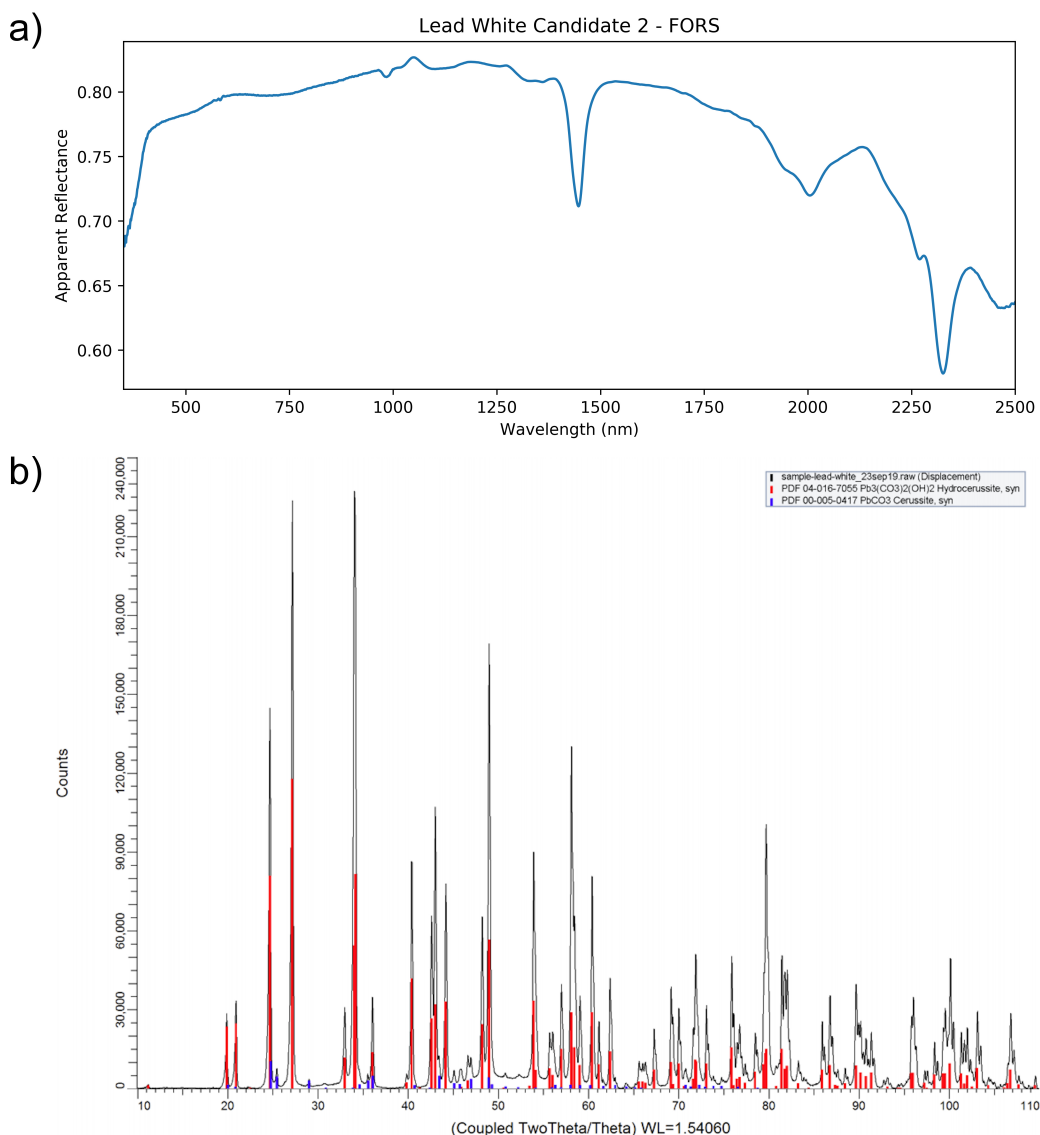 a)
Lead White Candidate 2 - FORS
0.80
0.75
0.70
0.65
0.60
Apparent Reflectance
500 750 1000 1250 1500 1750 2000 2250 2500
Wavelength (nm)
b)
sample-lead-white_23sep19.raw (Displacement)
PDF 04-016-7055 Pb3(CO3)2(OH)2 Hydrocerussite, syn
PDF 00-005-0417 PbCO3 Cerussite, syn
240,000
210,000
180,000
150,000
120,000
90,000
60,000
30,000
0
Counts
10 20 30 40 50 60 70 80 90 100 110
(Coupled TwoTheta/Theta) WL=1.54060